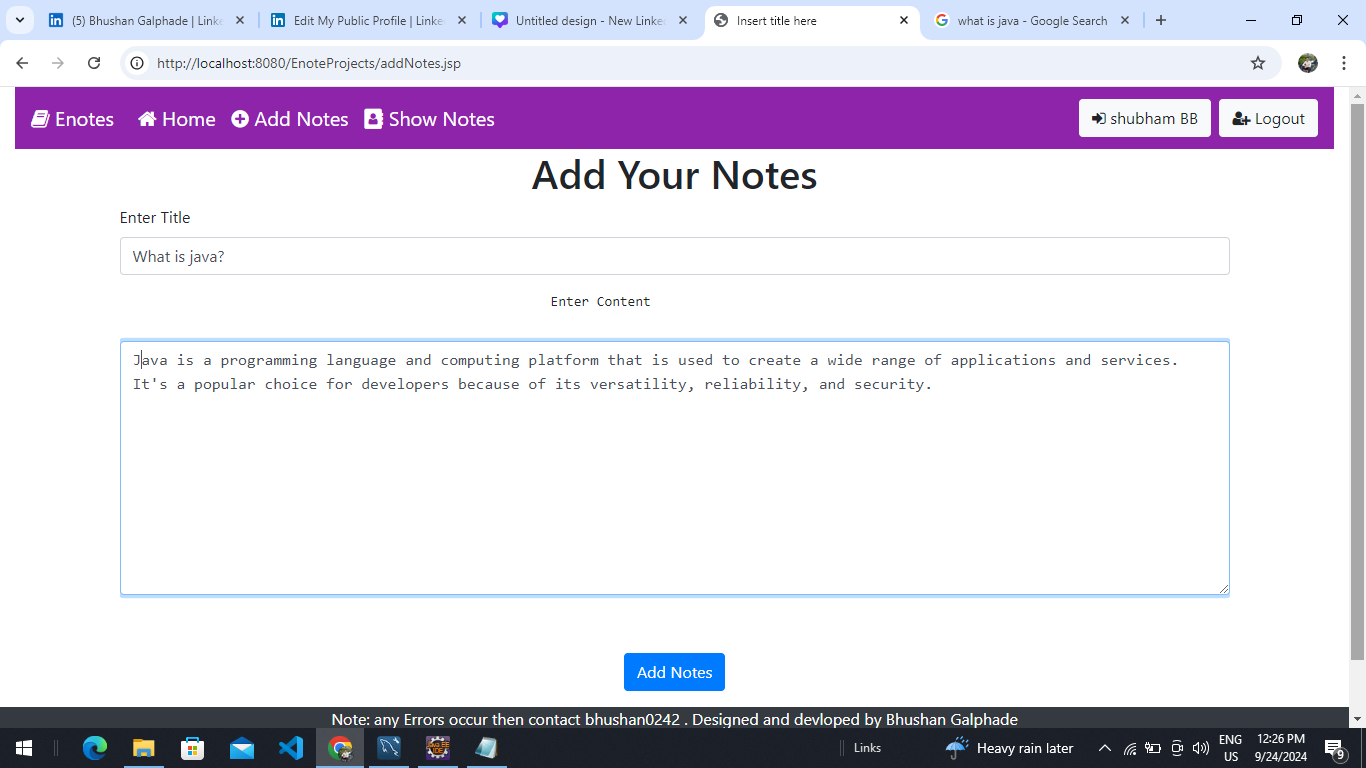 (5) Bhushan Galphade | Linke
Edit My Public Profile | Linke
Untitled design - New Linked
Insert title here
what is java - Google Search
http://localhost:8080/EnoteProjects/addNotes.jsp
Enotes Home Add Notes Show Notes shubham BB Logout
Add Your Notes
Enter Title
What is java?
Enter Content
Java is a programming language and computing platform that is used to create a wide range of applications and services.
It's a popular choice for developers because of its versatility, reliability, and security.
Add Notes
Note: any Errors occur then contact bhushan0242 . Designed and devloped by Bhushan Galphade
Links
Heavy rain later
ENG
US
12:26 PM
9/24/2024
9